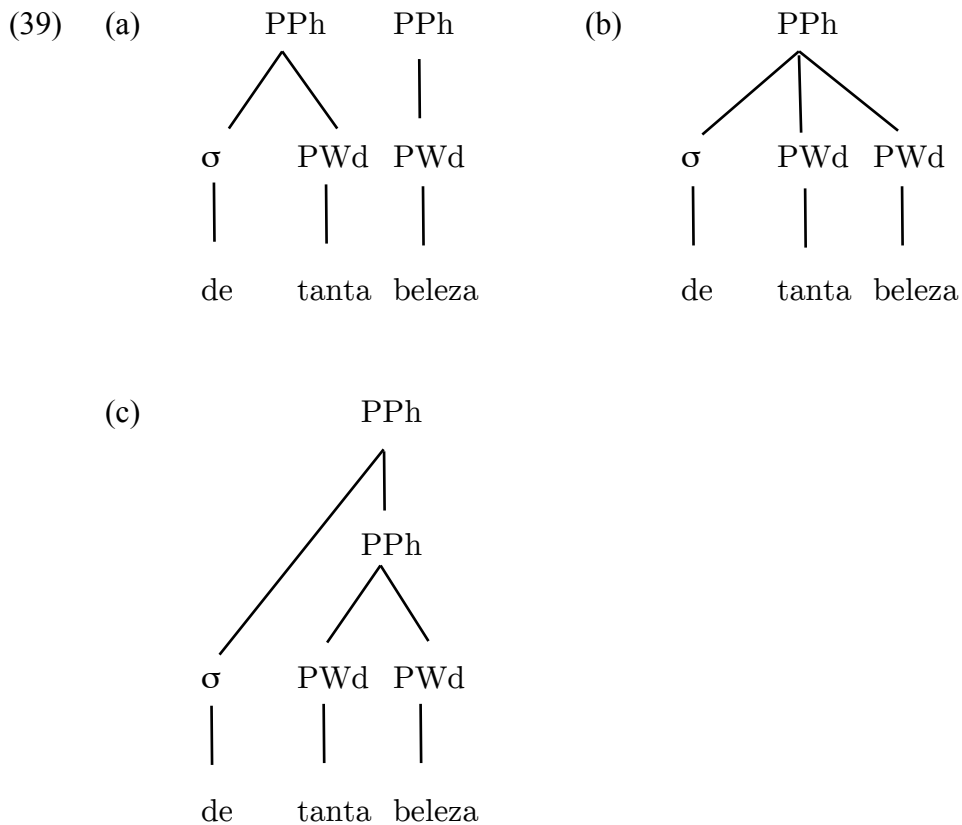 (39) (a) PPh PPh (b) PPh
σ PWd PWd σ PWd PWd
de tanta beleza de tanta beleza
(c) PPh
PPh
σ PWd PWd
de tanta beleza